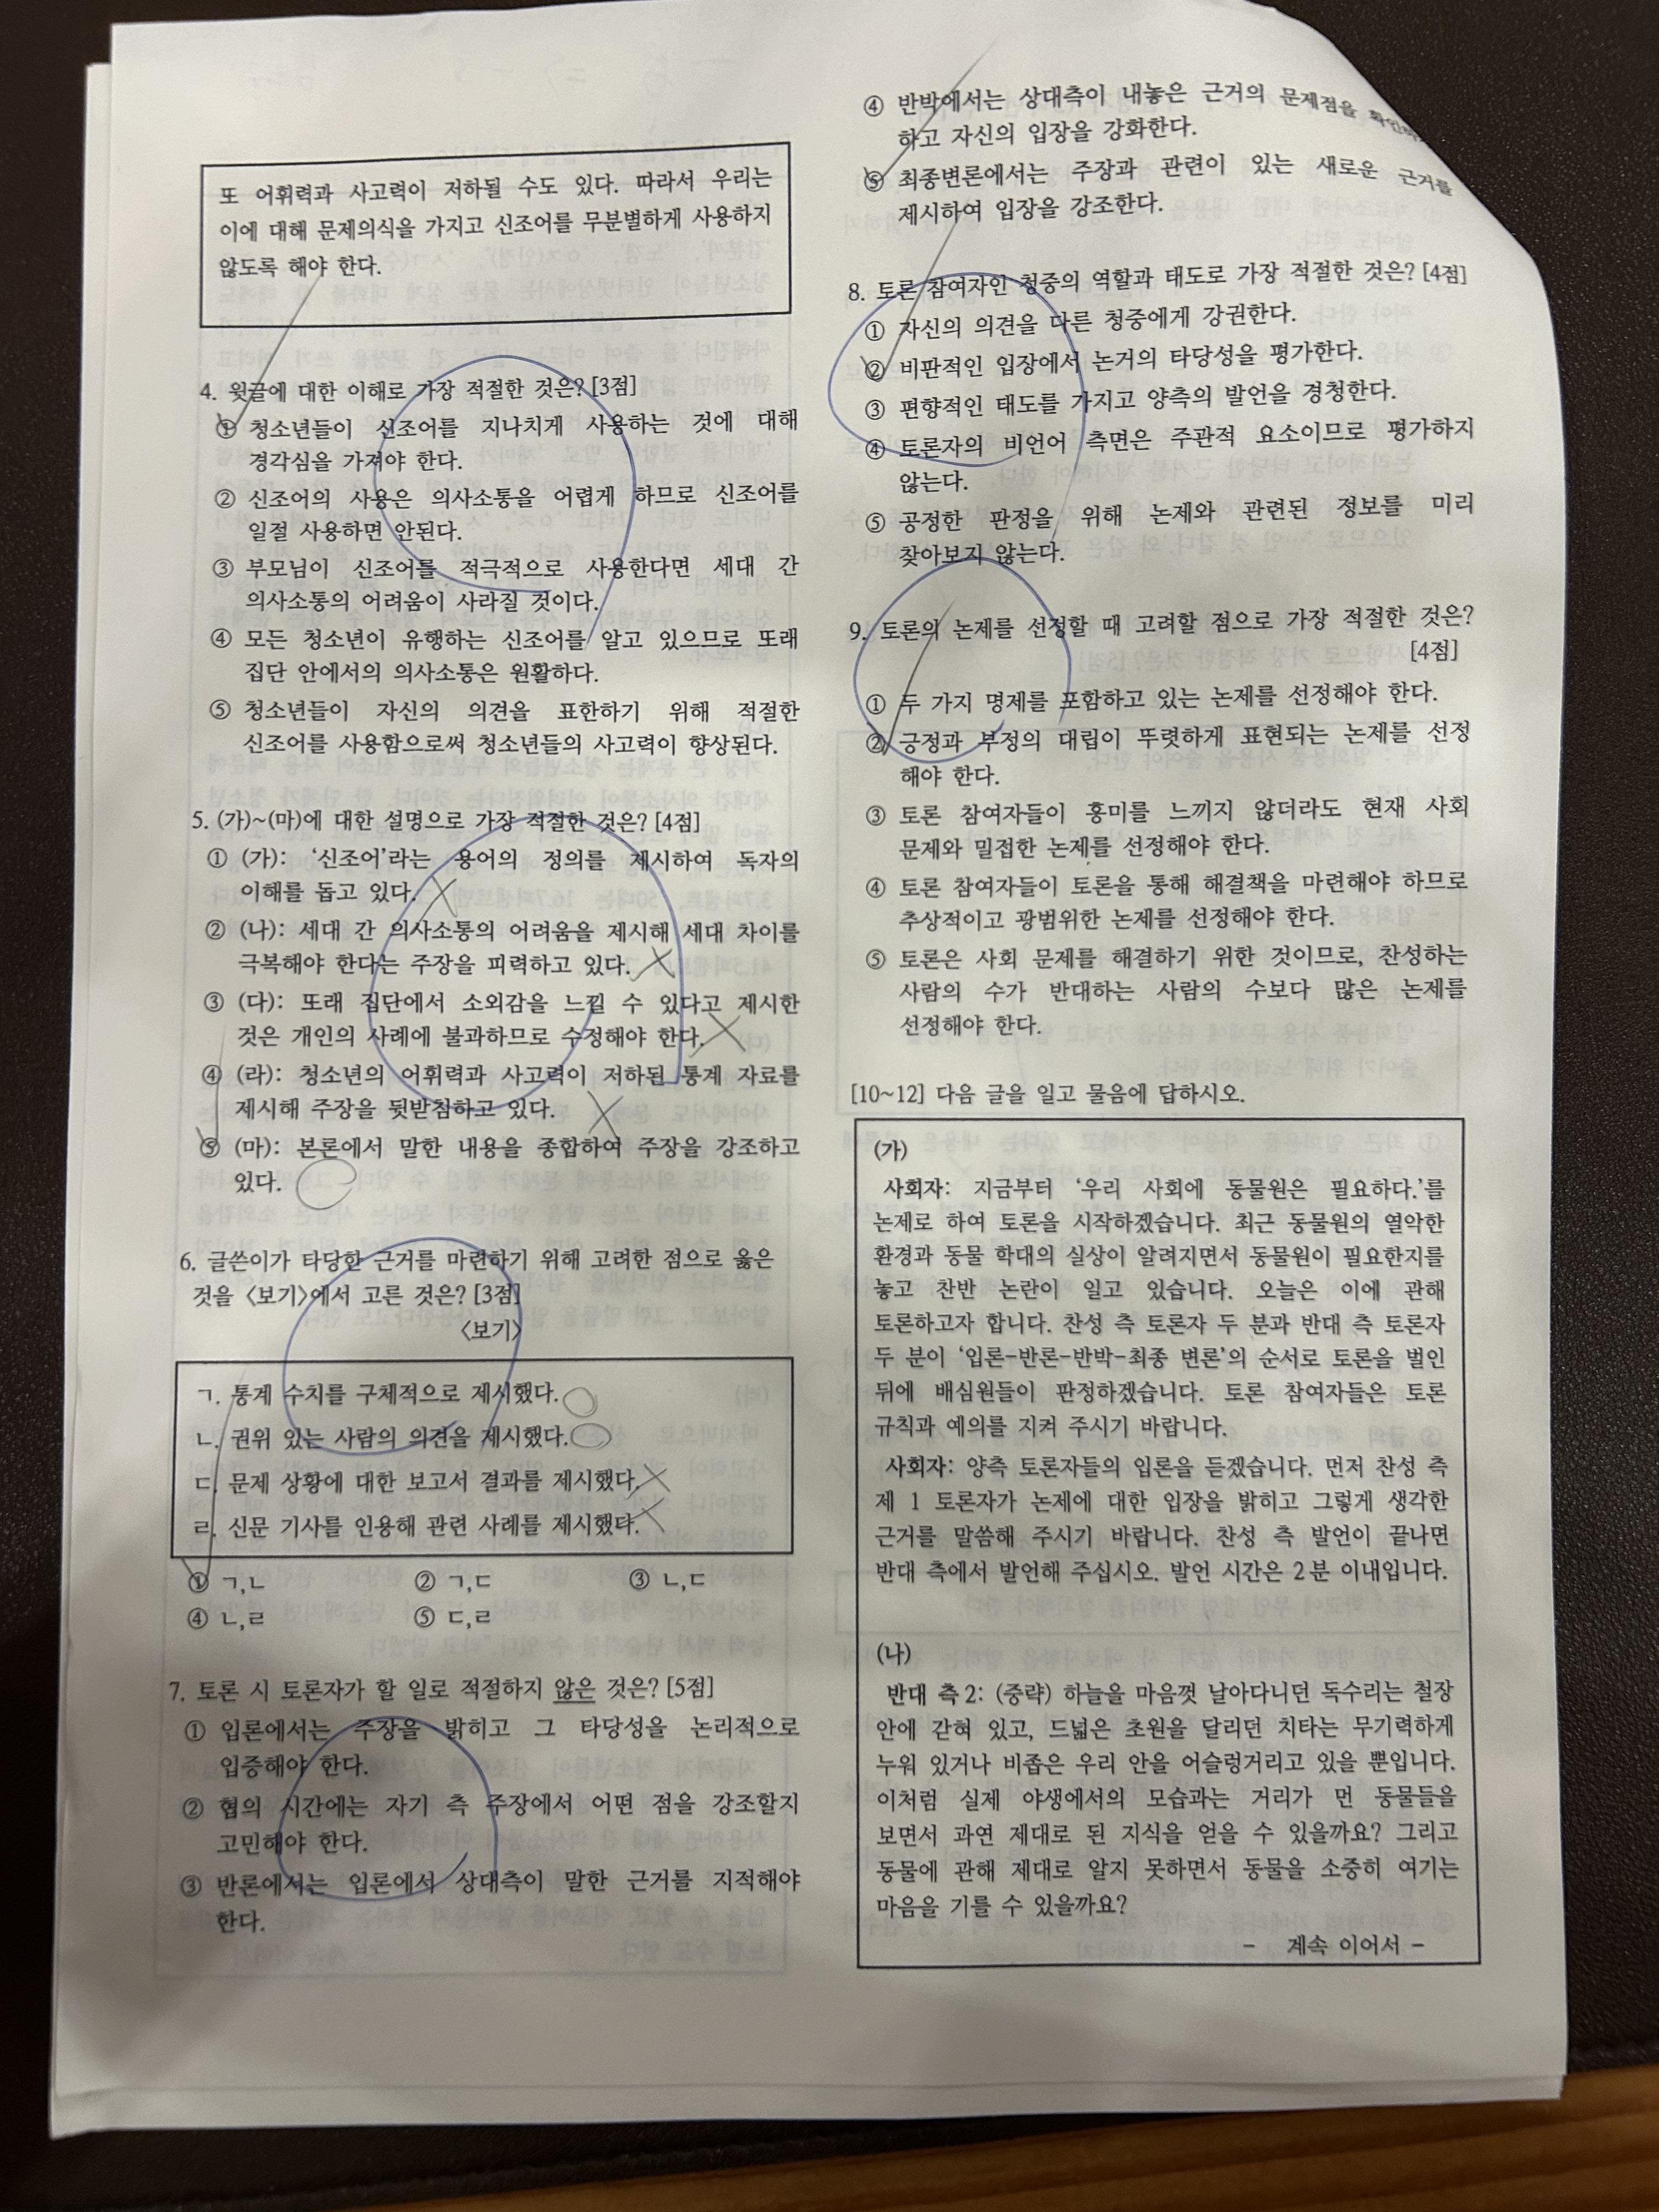 또 어휘력과 사고력이 저하될 수도 있다. 따라서 우리는
이에 대해 문제의식을 가지고 신조어를 무분별하게 사용하지
않도록 해야 한다.
4. 윗글에 대한 이해로 가장 적절한 것은? [3점]
① 청소년들이 신조어를 지나치게 사용하는 것에 대해
경각심을 가져야 한다.
② 신조어의 사용은 의사소통을 어렵게 하므로 신조어를
일절 사용하면 안된다.
③ 부모님이 신조어를 적극적으로 사용한다면 세대 간
의사소통의 어려움이 사라질 것이다.
④ 모든 청소년이 유행하는 신조어를 알고 있으므로 또래
집단 안에서의 의사소통은 원활하다.
⑤ 청소년들이 자신의 의견을 표한하기 위해 적절한
신조어를 사용함으로써 청소년들의 사고력이 향상된다.
5. (가)~(마)에 대한 설명으로 가장 적절한 것은? [4점]
① (가): ‘신조어’라는 용어의 정의를 제시하여 독자의
이해를 돕고 있다.
② (나): 세대 간 의사소통의 어려움을 제시해 세대 차이를
극복해야 한다는 주장을 피력하고 있다.
③ (다): 또래 집단에서 소외감을 느낄 수 있다고 제시한
것은 개인의 사례에 불과하므로 수정해야 한다.
④ (라): 청소년의 어휘력과 사고력이 저하된 통계 자료를
제시해 주장을 뒷받침하고 있다.
⑤ (마): 본론에서 말한 내용을 종합하여 주장을 강조하고
있다.
6. 글쓴이가 타당한 근거를 마련하기 위해 고려한 점으로 옳은
것을 <보기>에서 고른 것은? [3점]
<보기>
ㄱ. 통계 수치를 구체적으로 제시했다.
ㄴ. 권위 있는 사람의 의견을 제시했다.
ㄷ. 문제 상황에 대한 보고서 결과를 제시했다.
ㄹ. 신문 기사를 인용해 관련 사례를 제시했다.
① ㄱ,ㄴ ② ㄱ,ㄷ ③ ㄴ,ㄷ
④ ㄴ,ㄹ ⑤ ㄷ,ㄹ
7. 토론 시 토론자가 할 일로 적절하지 않은 것은? [5점]
① 입론에서는 주장을 밝히고 그 타당성을 논리적으로
입증해야 한다.
② 협의 시간에는 자기 측 주장에서 어떤 점을 강조할지
고민해야 한다.
③ 반론에서는 입론에서 상대측이 말한 근거를 지적해야
한다.
④ 반박에서는 상대측이 내놓은 근거의 문제점을
하고 자신의 입장을 강화한다.
⑤ 최종변론에서는 주장과 관련이 있는 새로운 근거를
제시하여 입장을 강조한다.
8. 토론 참여자인 청중의 역할과 태도로 가장 적절한 것은? [4점]
① 자신의 의견을 다른 청중에게 강권한다.
② 비판적인 입장에서 논거의 타당성을 평가한다.
③ 편향적인 태도를 가지고 양측의 발언을 경청한다.
④ 토론자의 비언어 측면은 주관적 요소이므로 평가하지
않는다.
⑤ 공정한 판정을 위해 논제와 관련된 정보를 미리
찾아보지 않는다.
9. 토론의 논제를 선정할 때 고려할 점으로 가장 적절한 것은?
[4점]
① 두 가지 명제를 포함하고 있는 논제를 선정해야 한다.
② 긍정과 부정의 대립이 뚜렷하게 표현되는 논제를 선정
해야 한다.
③ 토론 참여자들이 흥미를 느끼지 않더라도 현재 사회
문제와 밀접한 논제를 선정해야 한다.
④ 토론 참여자들이 토론을 통해 해결책을 마련해야 하므로
추상적이고 광범위한 논제를 선정해야 한다.
⑤ 토론은 사회 문제를 해결하기 위한 것이므로, 찬성하는
사람의 수가 반대하는 사람의 수보다 많은 논제를
선정해야 한다.
[10~12] 다음 글을 일고 물음에 답하시오.
(가)
사회자: 지금부터 ‘우리 사회에 동물원은 필요하다.’를
논제로 하여 토론을 시작하겠습니다. 최근 동물원의 열악한
환경과 동물 학대의 실상이 알려지면서 동물원이 필요한지를
놓고 찬반 논란이 일고 있습니다. 오늘은 이에 관해
토론하고자 합니다. 찬성 측 토론자 두 분과 반대 측 토론자
두 분이 ‘입론-반론-반박-최종 변론’의 순서로 토론을 벌인
뒤에 배심원들이 판정하겠습니다. 토론 참여자들은 토론
규칙과 예의를 지켜 주시기 바랍니다.
사회자: 양측 토론자들의 입론을 듣겠습니다. 먼저 찬성 측
제 1 토론자가 논제에 대한 입장을 밝히고 그렇게 생각한
근거를 말씀해 주시기 바랍니다. 찬성 측 발언이 끝나면
반대 측에서 발언해 주십시오. 발언 시간은 2분 이내입니다.
(나)
반대 측 2: (중략) 하늘을 마음껏 날아다니던 독수리는 철장
안에 갇혀 있고, 드넓은 초원을 달리던 치타는 무기력하게
누워 있거나 비좁은 우리 안을 어슬렁거리고 있을 뿐입니다.
이처럼 실제 야생에서의 모습과는 거리가 먼 동물들을
보면서 과연 제대로 된 지식을 얻을 수 있을까요? 그리고
동물에 관해 제대로 알지 못하면서 동물을 소중히 여기는
마음을 기를 수 있을까요?
- 계속 이어서 -